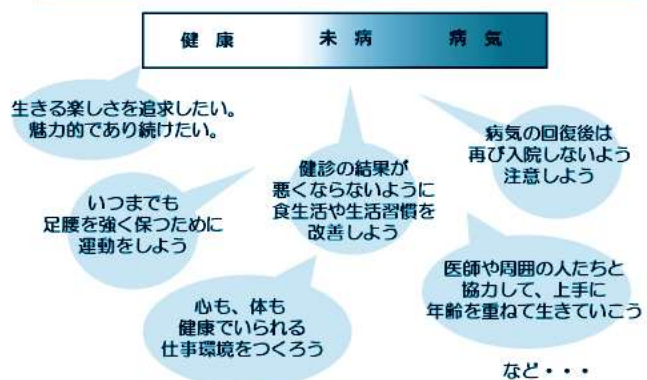 健康 未病 病気
生きる楽しさを追求したい。
魅力的であり続けたい。
いつまでも
足腰を強く保つために
運動をしよう
健診の結果が
悪くならないように
食生活や生活習慣を
改善しよう
病気の回復後は
再び入院しないよう
注意しよう
心も、体も
健康でいられる
仕事環境をつくろう
医師や周囲の人たちと
協力して、上手に
年齢を重ねて生きていこう
など・・・